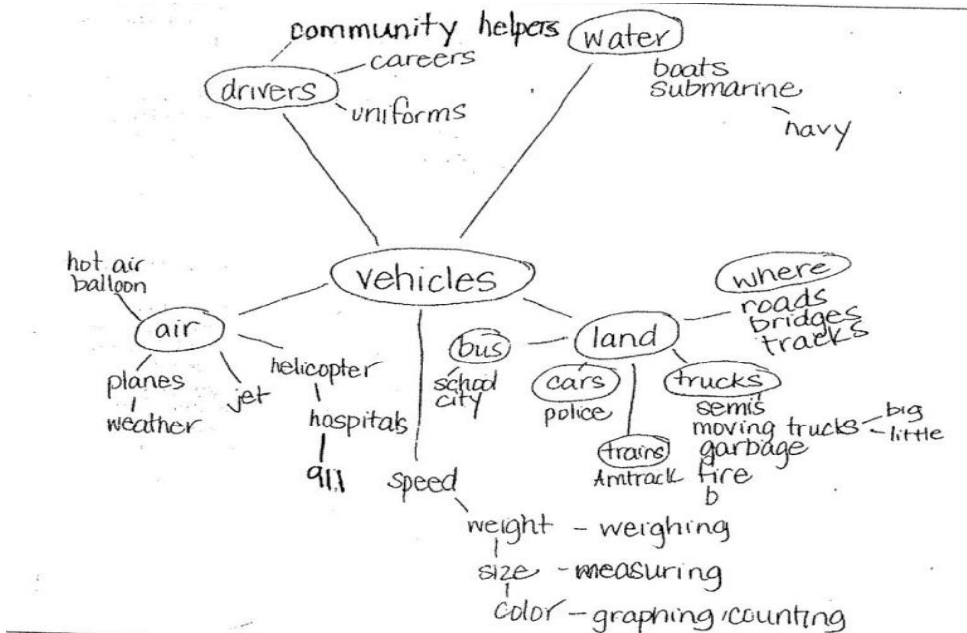 community helpers
careers
drivers
uniforms
water
boats
submarine
navy
vehicles
hot air
balloon
air
planes
weather
jet
helicopter
hospitals
911
speed
weight - weighing
size - measuring
color - graphing/counting
land
bus
school
city
cars
police
trains
Amtrack
where
roads
bridges
tracks
trucks
semis
moving trucks
big
little
garbage
fire
b